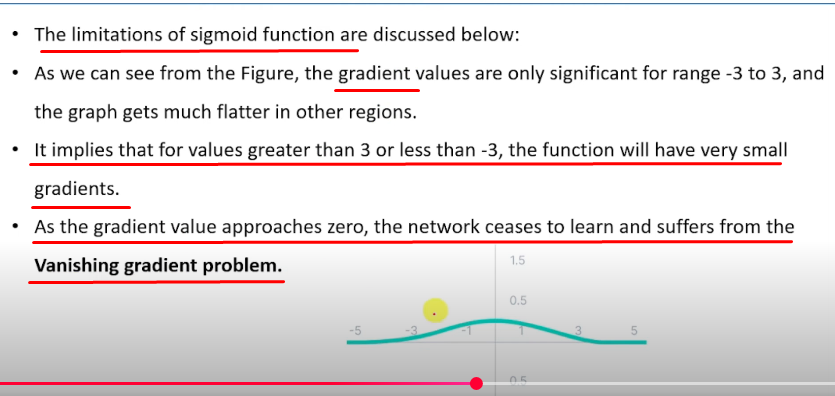 • The limitations of sigmoid function are discussed below:
• As we can see from the Figure, the gradient values are only significant for range -3 to 3, and
the graph gets much flatter in other regions.
• It implies that for values greater than 3 or less than -3, the function will have very small
gradients.
• As the gradient value approaches zero, the network ceases to learn and suffers from the
Vanishing gradient problem.
1.5
0.5
-5 -3 -1 1 3 5
0.5